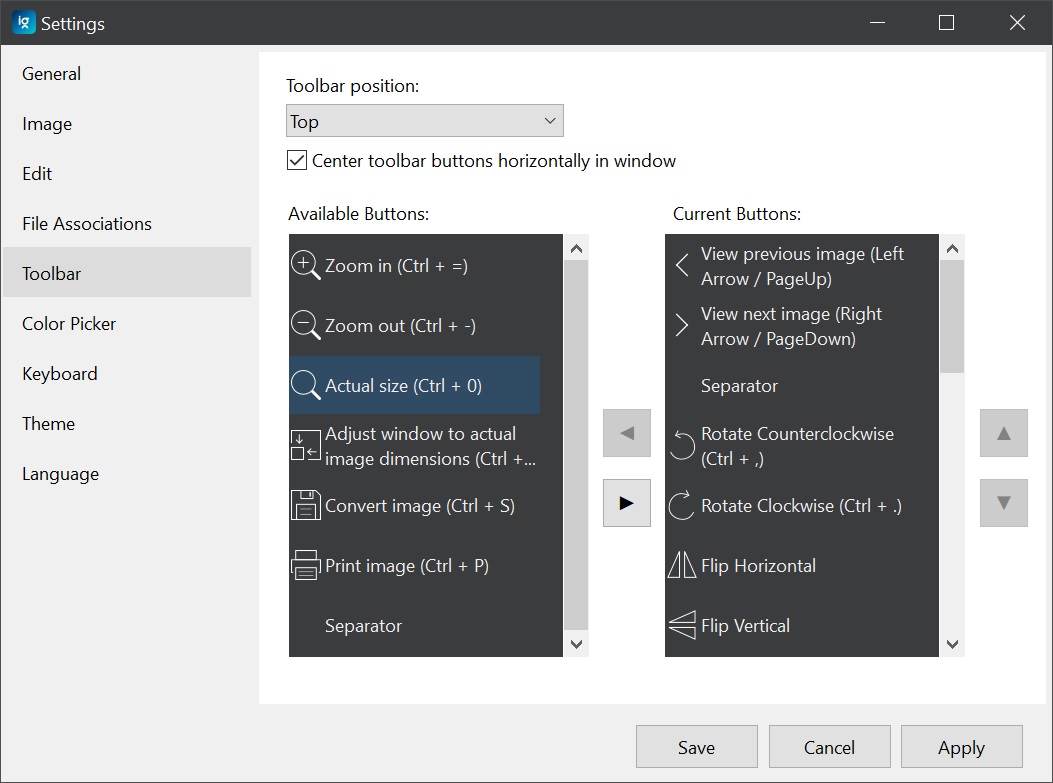 ig Settings
General
Image
Edit
File Associations
Toolbar
Color Picker
Keyboard
Theme
Language
Toolbar position:
Top
Center toolbar buttons horizontally in window
Available Buttons:
Zoom in (Ctrl + =)
Zoom out (Ctrl + -)
Actual size (Ctrl + 0)
Adjust window to actual
image dimensions (Ctrl +...
Convert image (Ctrl + S)
Print image (Ctrl + P)
Separator
Current Buttons:
View previous image (Left
Arrow / PageUp)
View next image (Right
Arrow / PageDown)
Separator
Rotate Counterclockwise
(Ctrl + ,)
Rotate Clockwise (Ctrl + .)
Flip Horizontal
Flip Vertical
Save
Cancel
Apply